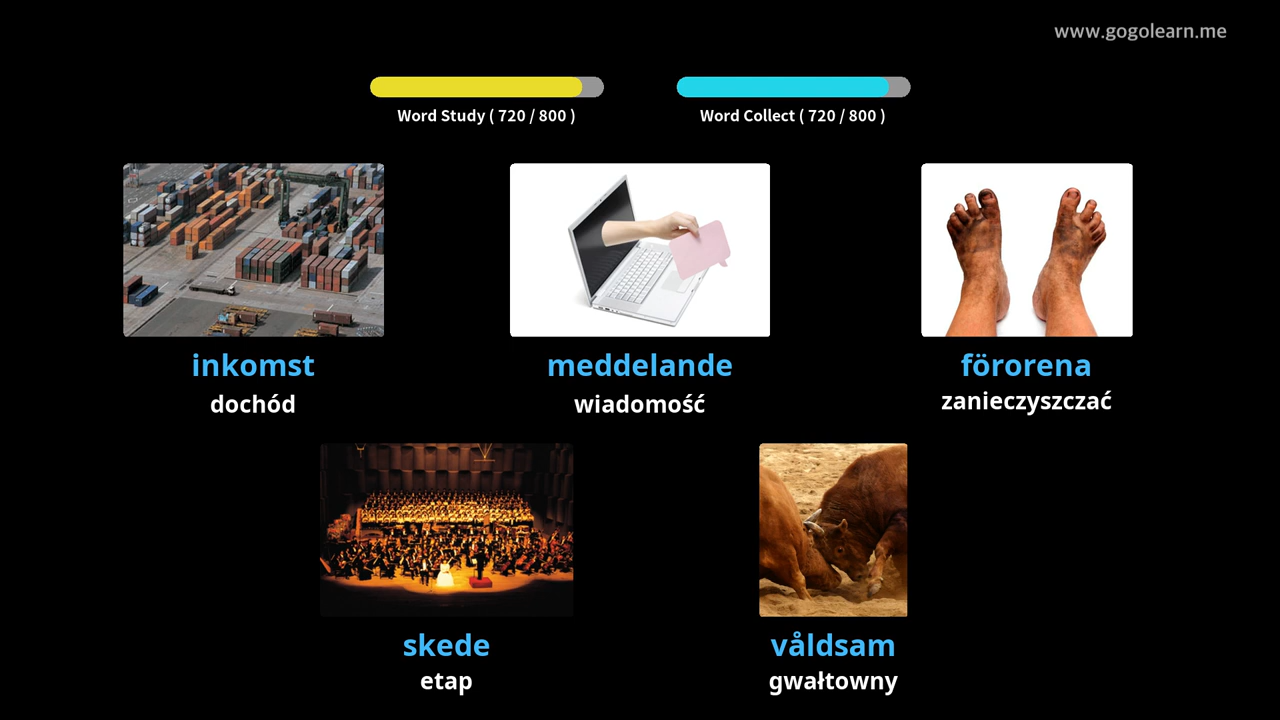 www.gogolearn.me
Word Study ( 720 / 800 )
Word Collect ( 720 / 800 )
inkomst
dochód
meddelande
wiadomość
förorena
zanieczyszczać
skede
etap
våldsam
gwałtowny